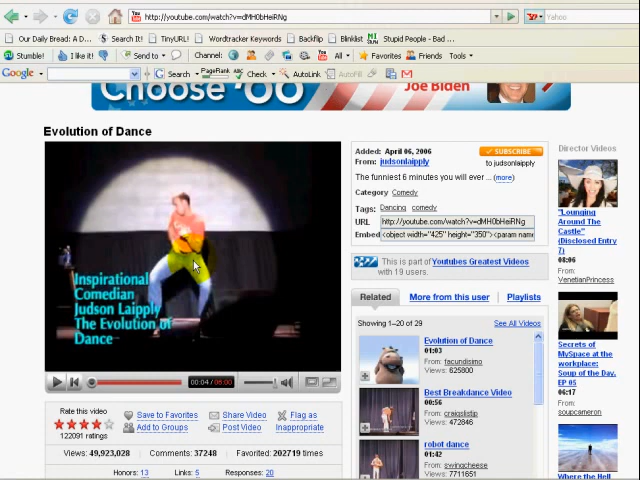 http://youtube.com/watch?v=dMH0bHeiRNg
Yahoo
Our Daily Bread: A D...
Search It!
TinyURL!
Wordtracker Keywords
Backflip
Blinklist
Stupid People - Bad ...
Stumble!
I like it!
Send to
Channel:
All
Favorites
Friends
Tools
Google
Search
PageRank
Check
AutoLink
AutoFill
Choose '08
Joe Biden
Evolution of Dance
Inspirational
Comedian
Judson Laipply
The Evolution of
Dance
00:04 / 06:00
Rate this video
122091 ratings
Save to Favorites
Share Video
Flag as
Inappropriate
Add to Groups
Post Video
Views: 49,923,028
Comments: 37248
Favorited: 202719 times
Honors: 13
Links: 5
Responses: 20
Added: April 06, 2006
From: judsonlaipply
SUBSCRIBE
to judsonlaipply
The funniest 6 minutes you will ever ... (more)
Category Comedy
Tags: Dancing comedy
URL http://youtube.com/watch?v=dMH0bHeiRNg
Embed <object width="425" height="350"><param name
This is part of Youtubes Greatest Videos
with 19 users.
Related
More from this user
Playlists
Showing 1-20 of 29
See All Videos
Evolution of Dance
01:03
From: facundisimo
Views: 625800
Best Breakdance Video
00:56
From: craigslistip
Views: 472846
robot dance
01:42
From: swingcheese
Views: 7711651
Director Videos
"Lounging
Around The
Castle"
(Disclosed Entry
7)
08:06
From:
VenetianPrincess
Secrets of
MySpace at the
workplace:
Soup of the Day,
EP 05
06:17
From:
soupcameron
Where the Hell